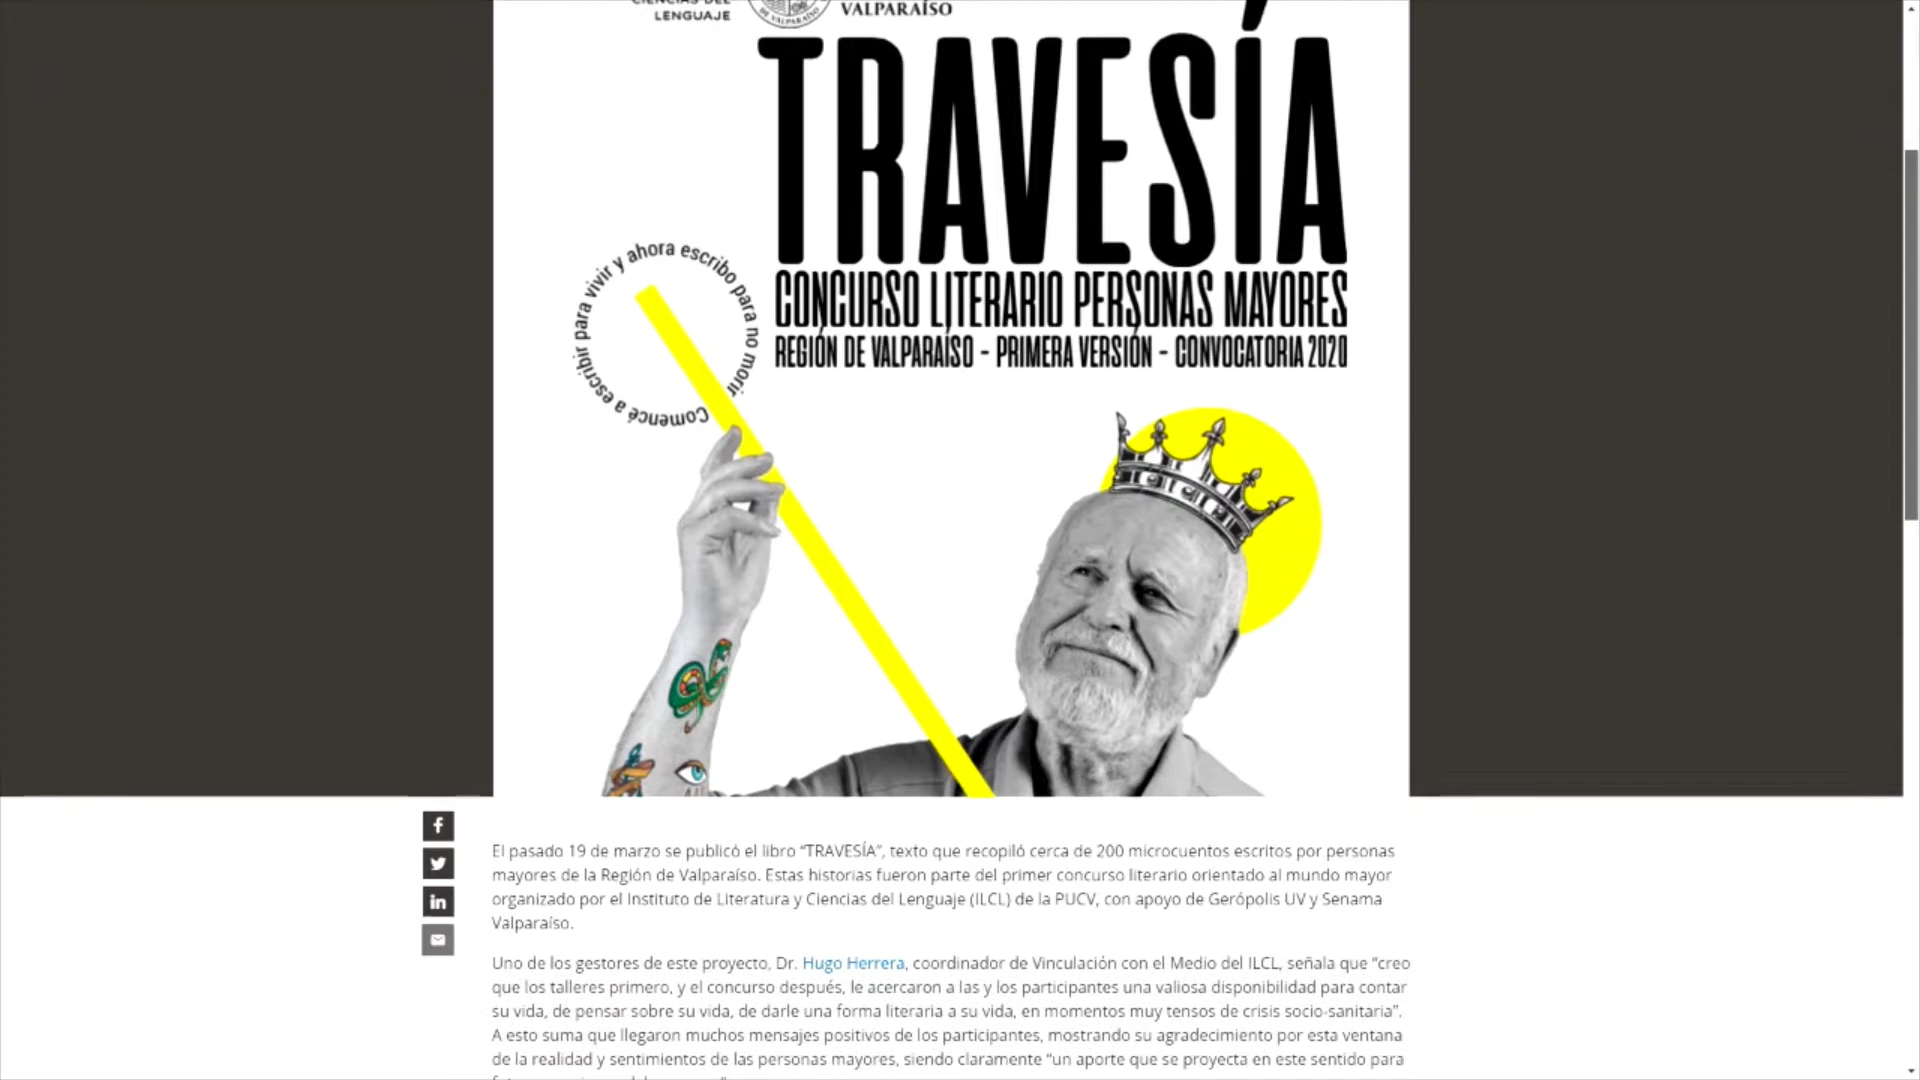 CIENCIAS DEL
LENGUAJE
DE VALPARAÍSO
VALPARAÍSO
TRAVESÍA
CONCURSO LITERARIO PERSONAS MAYORES
REGIÓN DE VALPARAÍSO - PRIMERA VERSIÓN - CONVOCATORIA 2020
Comencé a escribir para vivir y ahora escribo para no morir
El pasado 19 de marzo se publicó el libro “TRAVESÍA”, texto que recopiló cerca de 200 microcuentos escritos por personas
mayores de la Región de Valparaíso. Estas historias fueron parte del primer concurso literario orientado al mundo mayor
organizado por el Instituto de Literatura y Ciencias del Lenguaje (ILCL) de la PUCV, con apoyo de Gerópolis UV y Senama
Valparaíso.
Uno de los gestores de este proyecto, Dr. Hugo Herrera, coordinador de Vinculación con el Medio del ILCL, señala que “creo
que los talleres primero, y el concurso después, le acercaron a las y los participantes una valiosa disponibilidad para contar
su vida, de pensar sobre su vida, de darle una forma literaria a su vida, en momentos muy tensos de crisis socio-sanitaria”.
A esto suma que llegaron muchos mensajes positivos de los participantes, mostrando su agradecimiento por esta ventana
de la realidad y sentimientos de las personas mayores, siendo claramente “un aporte que se proyecta en este sentido para